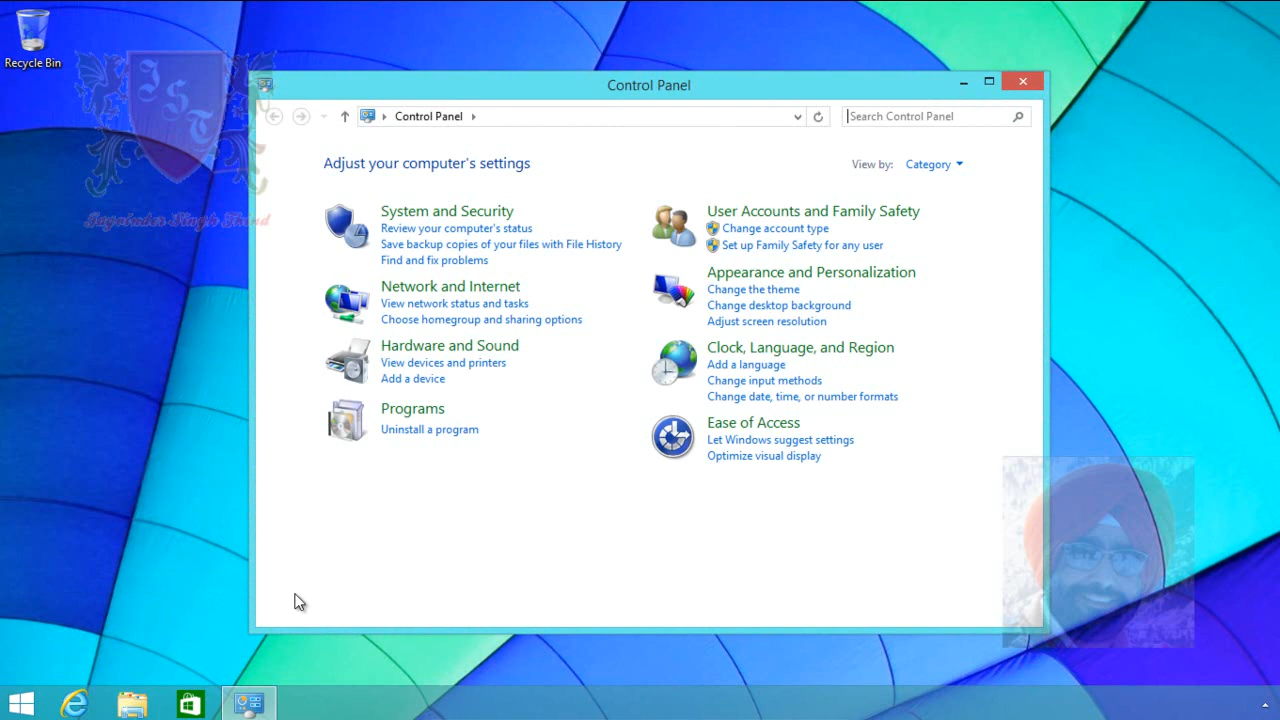 Recycle Bin
IST
Control Panel
Control Panel
Search Control Panel
Adjust your computer's settings
View by: Category
System and Security
Review your computer's status
Save backup copies of your files with File History
Find and fix problems
Network and Internet
View network status and tasks
Choose homegroup and sharing options
Hardware and Sound
View devices and printers
Add a device
Programs
Uninstall a program
User Accounts and Family Safety
Change account type
Set up Family Safety for any user
Appearance and Personalization
Change the theme
Change desktop background
Adjust screen resolution
Clock, Language, and Region
Add a language
Change input methods
Change date, time, or number formats
Ease of Access
Let Windows suggest settings
Optimize visual display